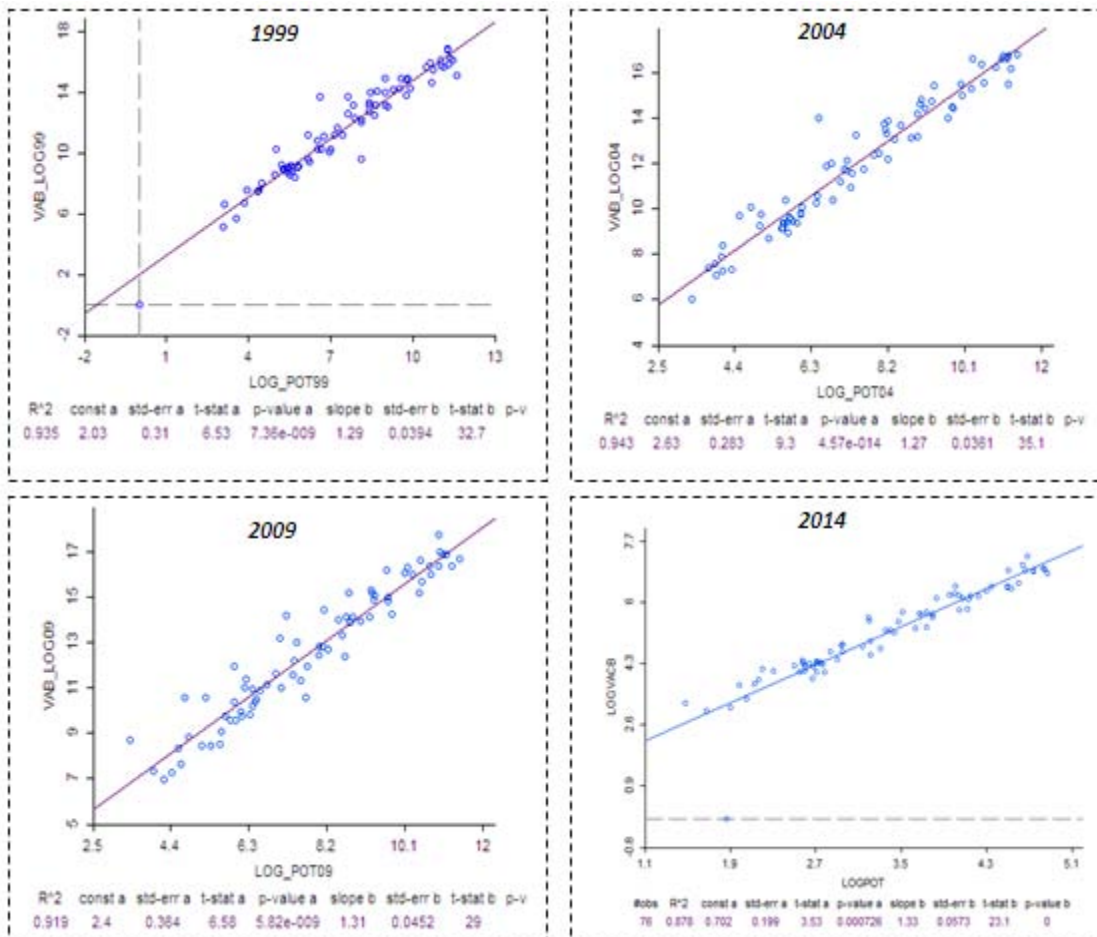 1999
VAB_LOG99
18
14
10
6
2
-2
-2 1 4 7 10 13
LOG_POT99
R^2 const a std-err a t-stat a p-value a slope b std-err b t-stat b p-v
0.935 2.03 0.31 6.53 7.36e-009 1.29 0.0394 32.7
2004
VAB_LOG04
16
14
12
10
8
6
4
2.5 4.4 6.3 8.2 10.1 12
LOG_POT04
R^2 const a std-err a t-stat a p-value a slope b std-err b t-stat b p-v
0.943 2.63 0.283 9.3 4.57e-014 1.27 0.0361 35.1
2009
VAB_LOG09
17
15
13
11
9
7
5
2.5 4.4 6.3 8.2 10.1 12
LOG_POT09
R^2 const a std-err a t-stat a p-value a slope b std-err b t-stat b p-v
0.919 2.4 0.364 6.58 5.82e-009 1.31 0.0452 29
2014
LOGVACB
7.7
6
4.3
2.6
0.9
-0.8
1.1 1.9 2.7 3.5 4.3 5.1
LOGPOT
#obs R^2 const a std-err a t-stat a p-value a slope b std-err b t-stat b p-value b
76 0.878 0.702 0.199 3.53 0.000726 1.33 0.0573 23.1 0